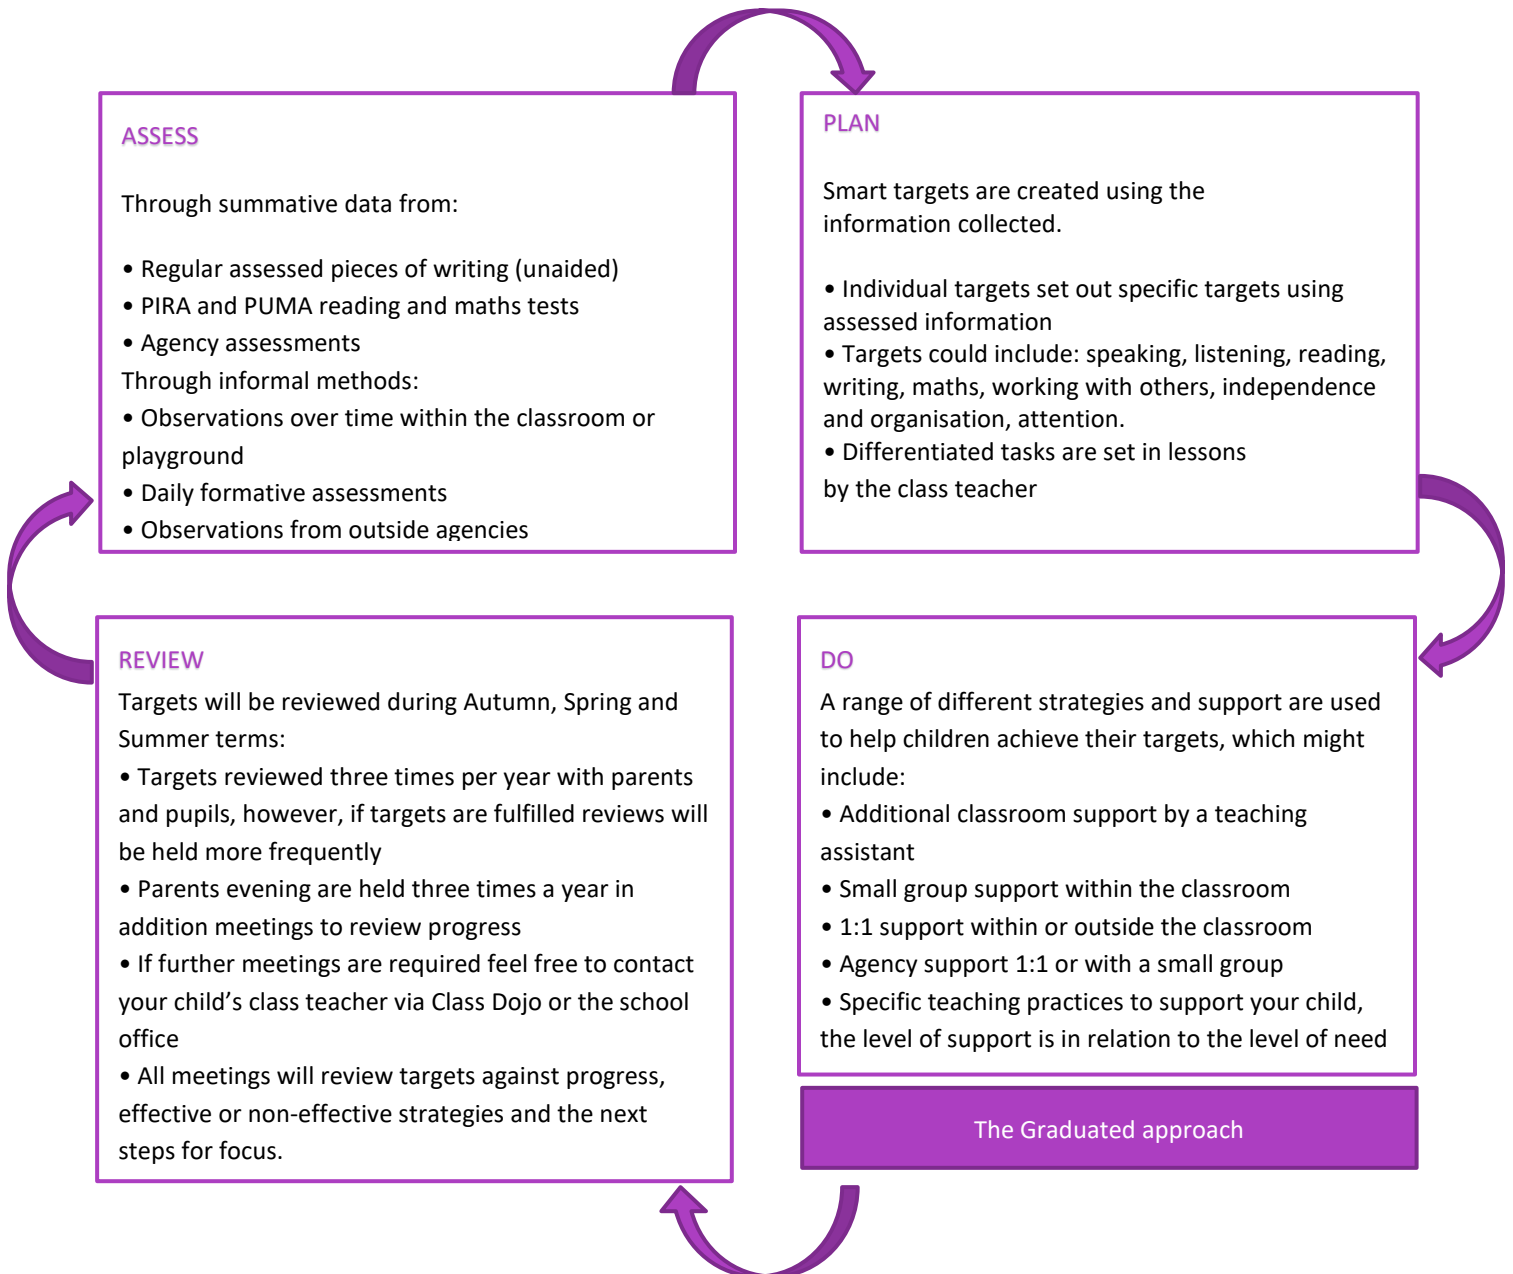 ASSESS
Through summative data from:
• Regular assessed pieces of writing (unaided)
• PIRA and PUMA reading and maths tests
• Agency assessments
Through informal methods:
• Observations over time within the classroom or
playground
• Daily formative assessments
• Observations from outside agencies
PLAN
Smart targets are created using the
information collected.
• Individual targets set out specific targets using
assessed information
• Targets could include: speaking, listening, reading,
writing, maths, working with others, independence
and organisation, attention.
• Differentiated tasks are set in lessons
by the class teacher
DO
A range of different strategies and support are used
to help children achieve their targets, which might
include:
• Additional classroom support by a teaching
assistant
• Small group support within the classroom
• 1:1 support within or outside the classroom
• Agency support 1:1 or with a small group
• Specific teaching practices to support your child,
the level of support is in relation to the level of need
The Graduated approach
REVIEW
Targets will be reviewed during Autumn, Spring and
Summer terms:
• Targets reviewed three times per year with parents
and pupils, however, if targets are fulfilled reviews will
be held more frequently
• Parents evening are held three times a year in
addition meetings to review progress
• If further meetings are required feel free to contact
your child’s class teacher via Class Dojo or the school
office
• All meetings will review targets against progress,
effective or non-effective strategies and the next
steps for focus.